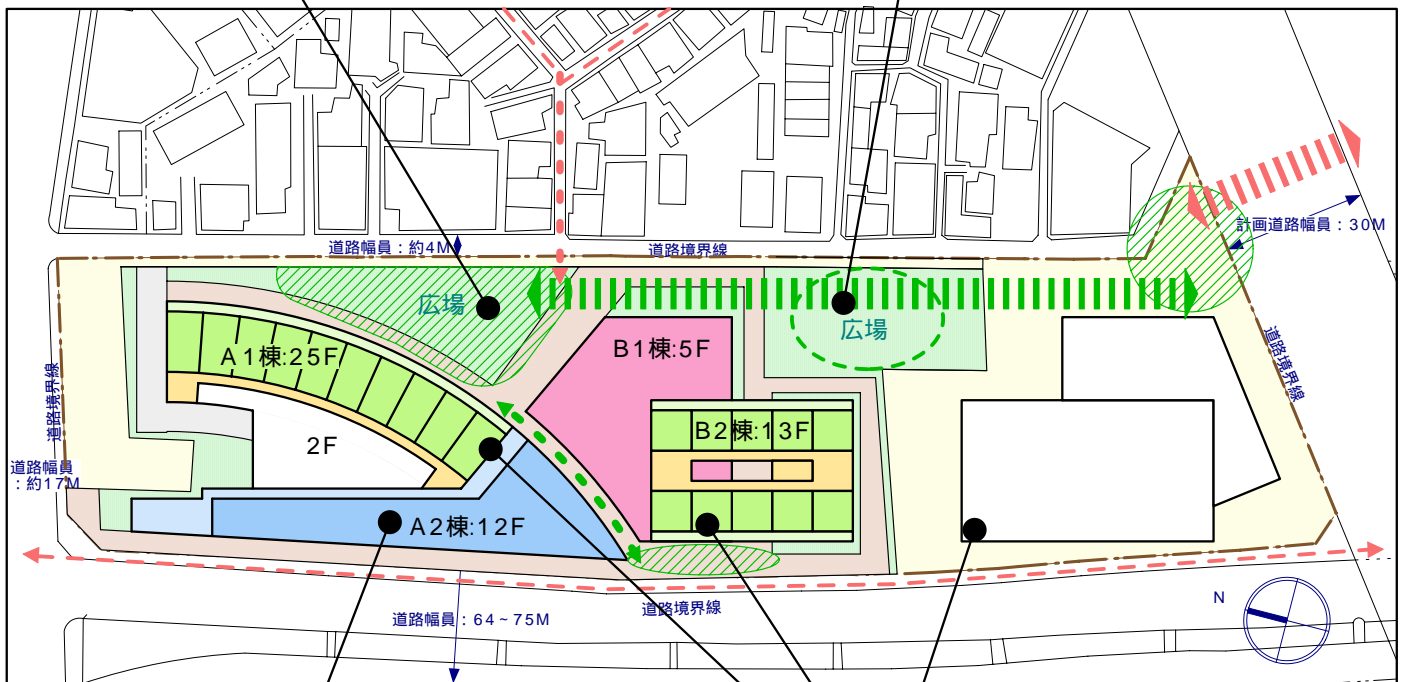 計画道路幅員：30M
道路幅員：約4M
道路境界線
広場
広場
A1棟:25F
B1棟:5F
道路境界線
道路境界線
B2棟:13F
2F
道路幅員
：約17M
A2棟:12F
道路境界線
道路幅員：64~75M
N